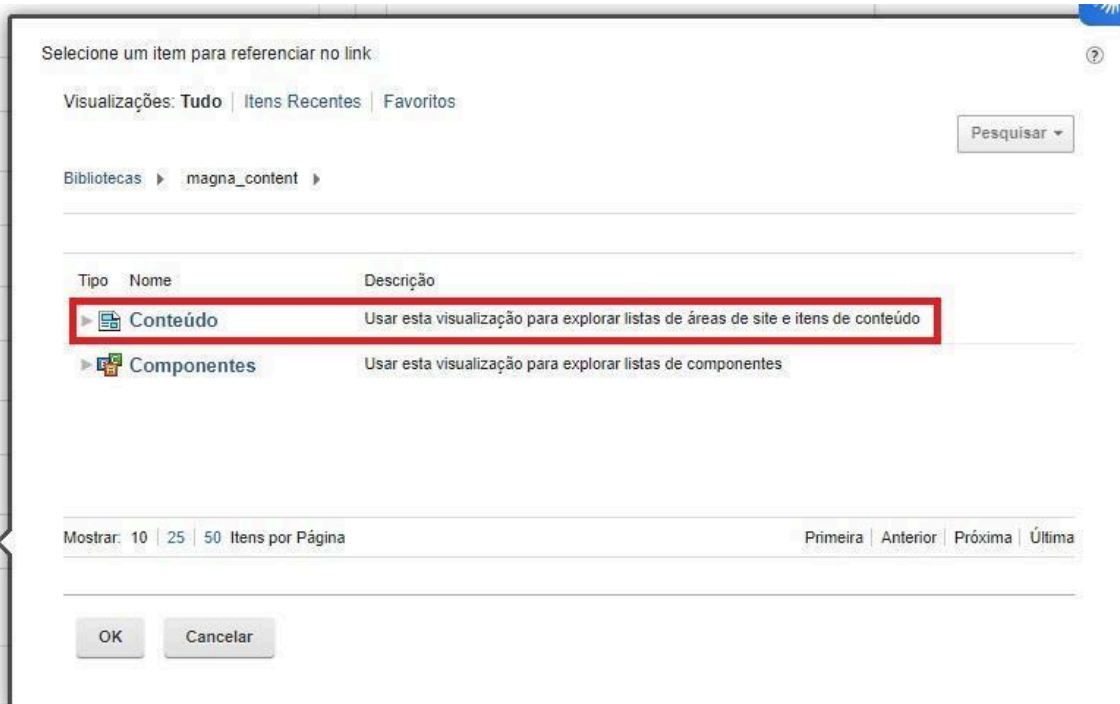 Selecione um item para referenciar no link
Visualizações: Tudo | Itens Recentes | Favoritos
Pesquisar
Bibliotecas magna_content
Tipo Nome Descrição
Conteúdo Usar esta visualização para explorar listas de áreas de site e itens de conteúdo
Componentes Usar esta visualização para explorar listas de componentes
Mostrar: 10 | 25 | 50 Itens por Página Primeira | Anterior | Próxima | Última
OK Cancelar